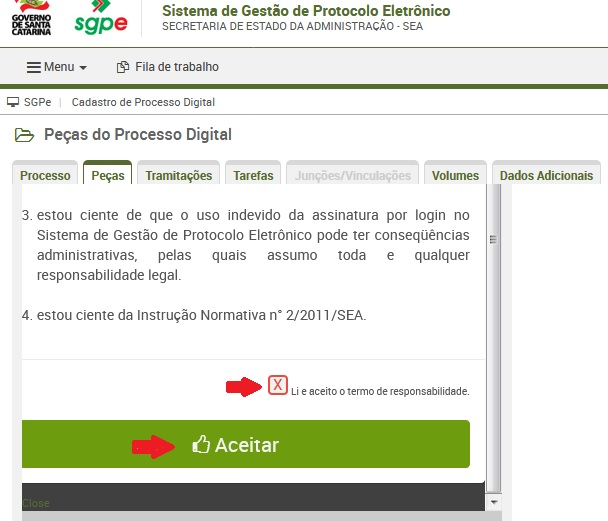 GOVERNO
DE SANTA
CATARINA
sgpe
Sistema de Gestão de Protocolo Eletrônico
SECRETARIA DE ESTADO DA ADMINISTRAÇÃO - SEA
Menu
Fila de trabalho
SGPe | Cadastro de Processo Digital
Peças do Processo Digital
Processo Peças Tramitações Tarefas Junções/Vinculações Volumes Dados Adicionais
3. estou ciente de que o uso indevido da assinatura por login no
Sistema de Gestão de Protocolo Eletrônico pode ter conseqüências
administrativas, pelas quais assumo toda e qualquer
responsabilidade legal.
4. estou ciente da Instrução Normativa n° 2/2011/SEA.
X Li e aceito o termo de responsabilidade.
Aceitar
Close